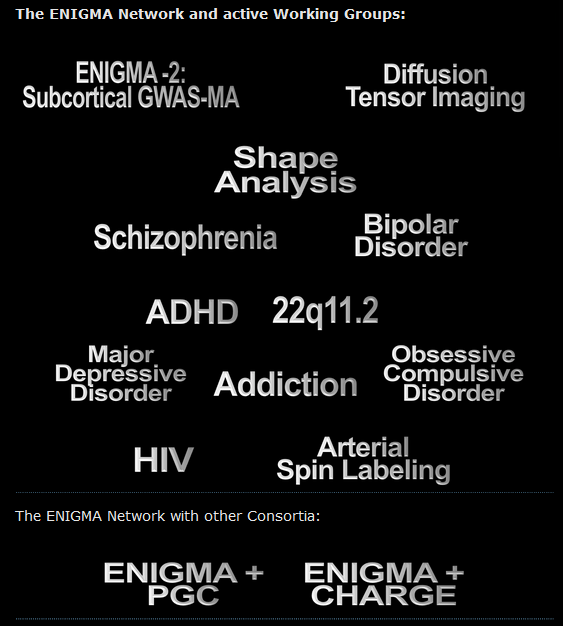 The ENIGMA Network and active Working Groups:
ENIGMA -2:
Subcortical GWAS-MA
Diffusion
Tensor Imaging
Shape
Analysis
Schizophrenia
Bipolar
Disorder
ADHD
22q11.2
Major
Depressive
Disorder
Addiction
Obsessive
Compulsive
Disorder
HIV
Arterial
Spin Labeling
The ENIGMA Network with other Consortia:
ENIGMA +
PGC
ENIGMA +
CHARGE